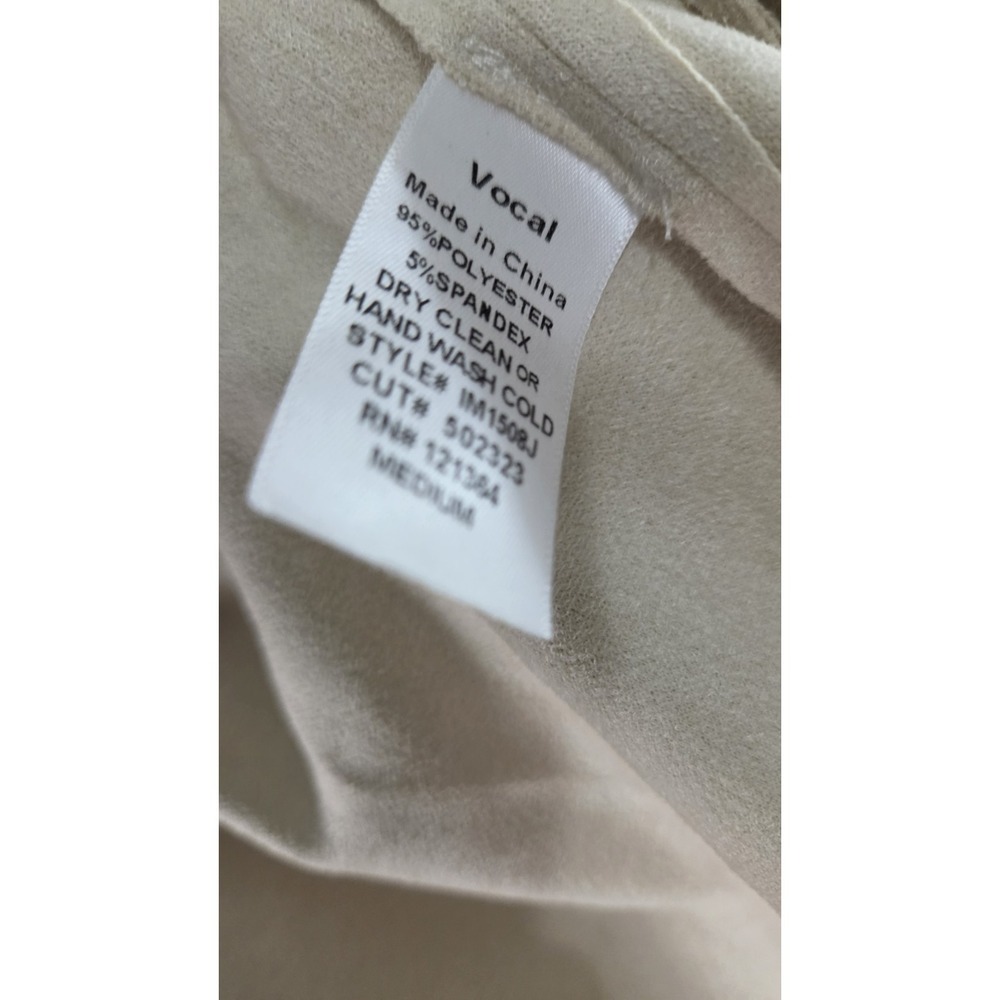 Vocal
Made in China
95%POLYESTER
5%SPANDEX
DRY CLEAN OR
HAND WASH COLD
STYLE# IM1508J
CUT# 502323
RN# 121364
MEDIUM